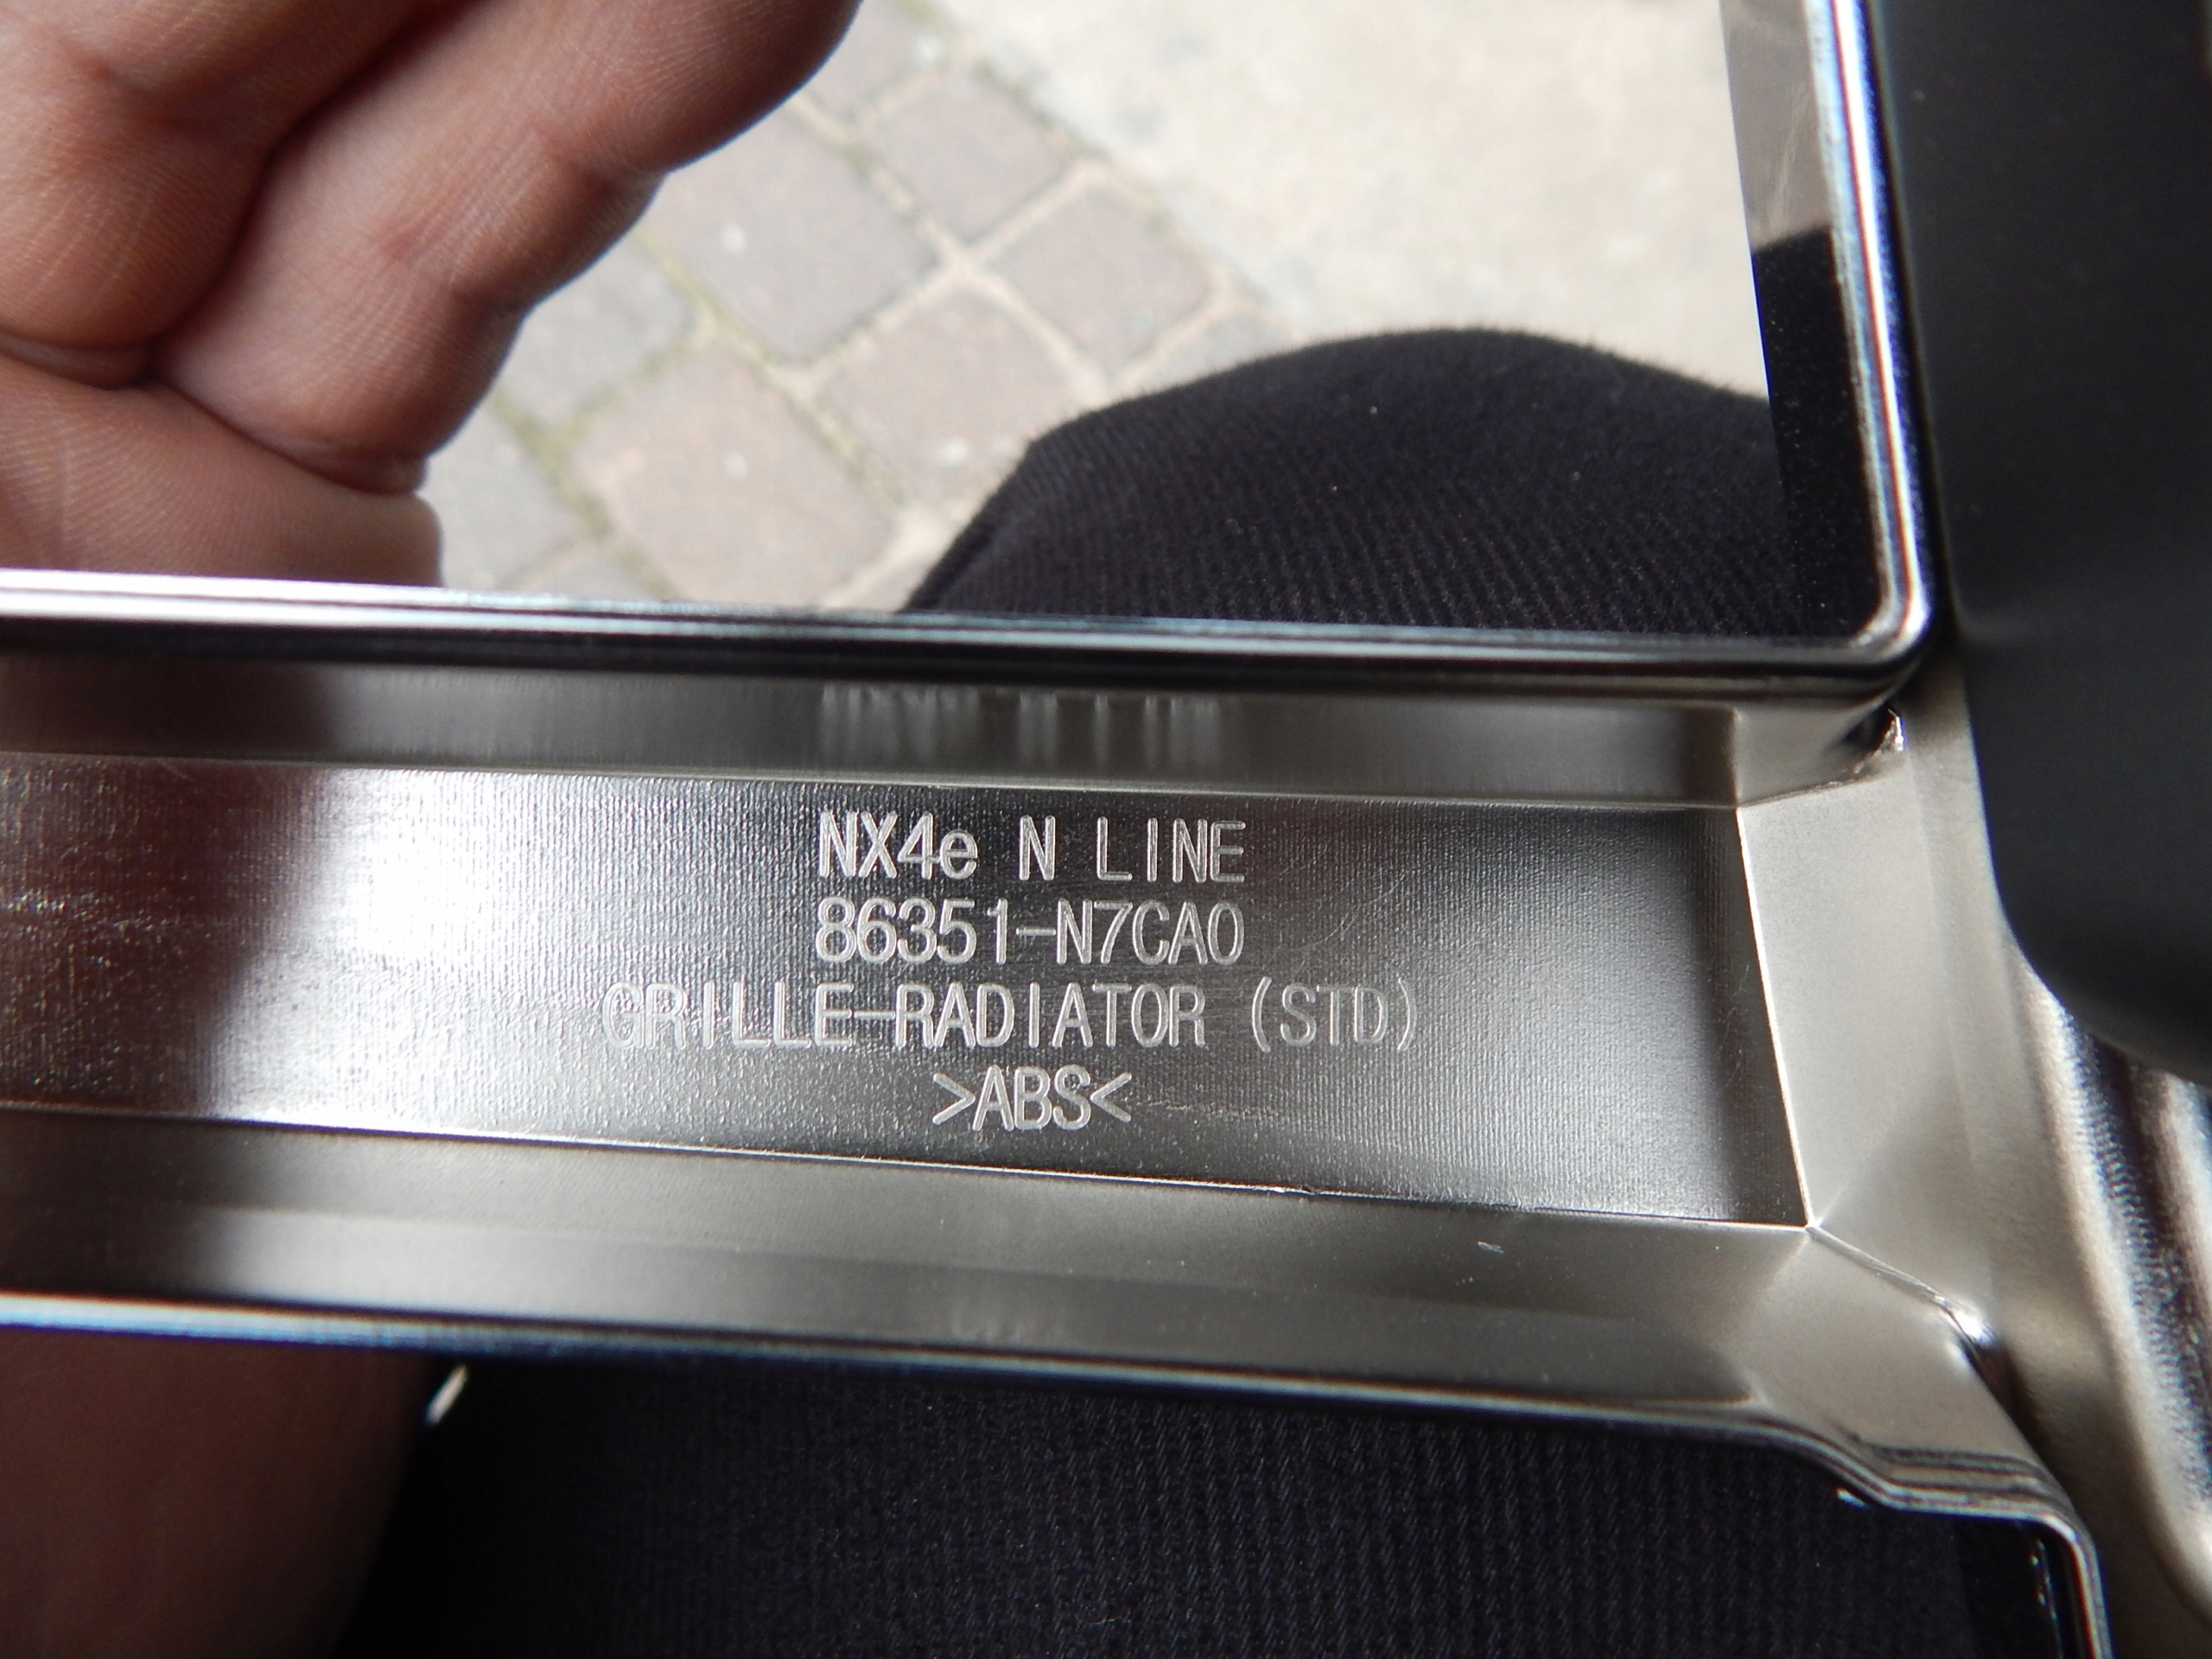 NX4e N LINE
86351-N7CA0
GRILLE-RADIATOR (STD)
>ABS<